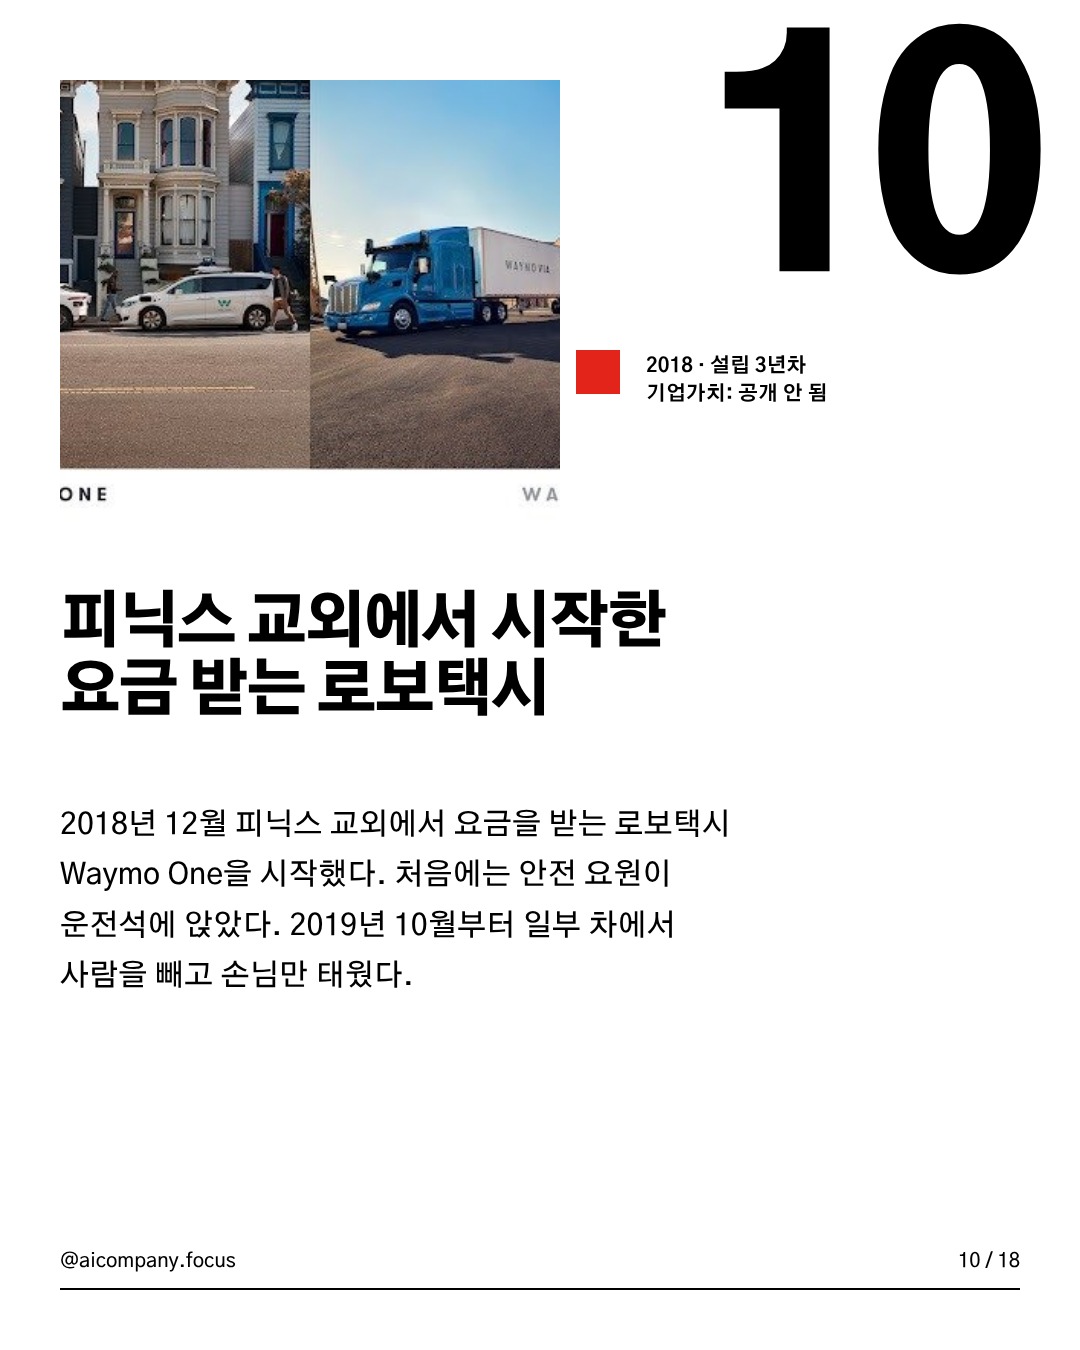 10
WAYMO VIA
2018 · 설립 3년차
기업가치: 공개 안 됨
ONE
WA
피닉스 교외에서 시작한
요금 받는 로보택시
2018년 12월 피닉스 교외에서 요금을 받는 로보택시
Waymo One을 시작했다. 처음에는 안전 요원이
운전석에 앉았다. 2019년 10월부터 일부 차에서
사람을 빼고 손님만 태웠다.
@aicompany.focus
10 / 18